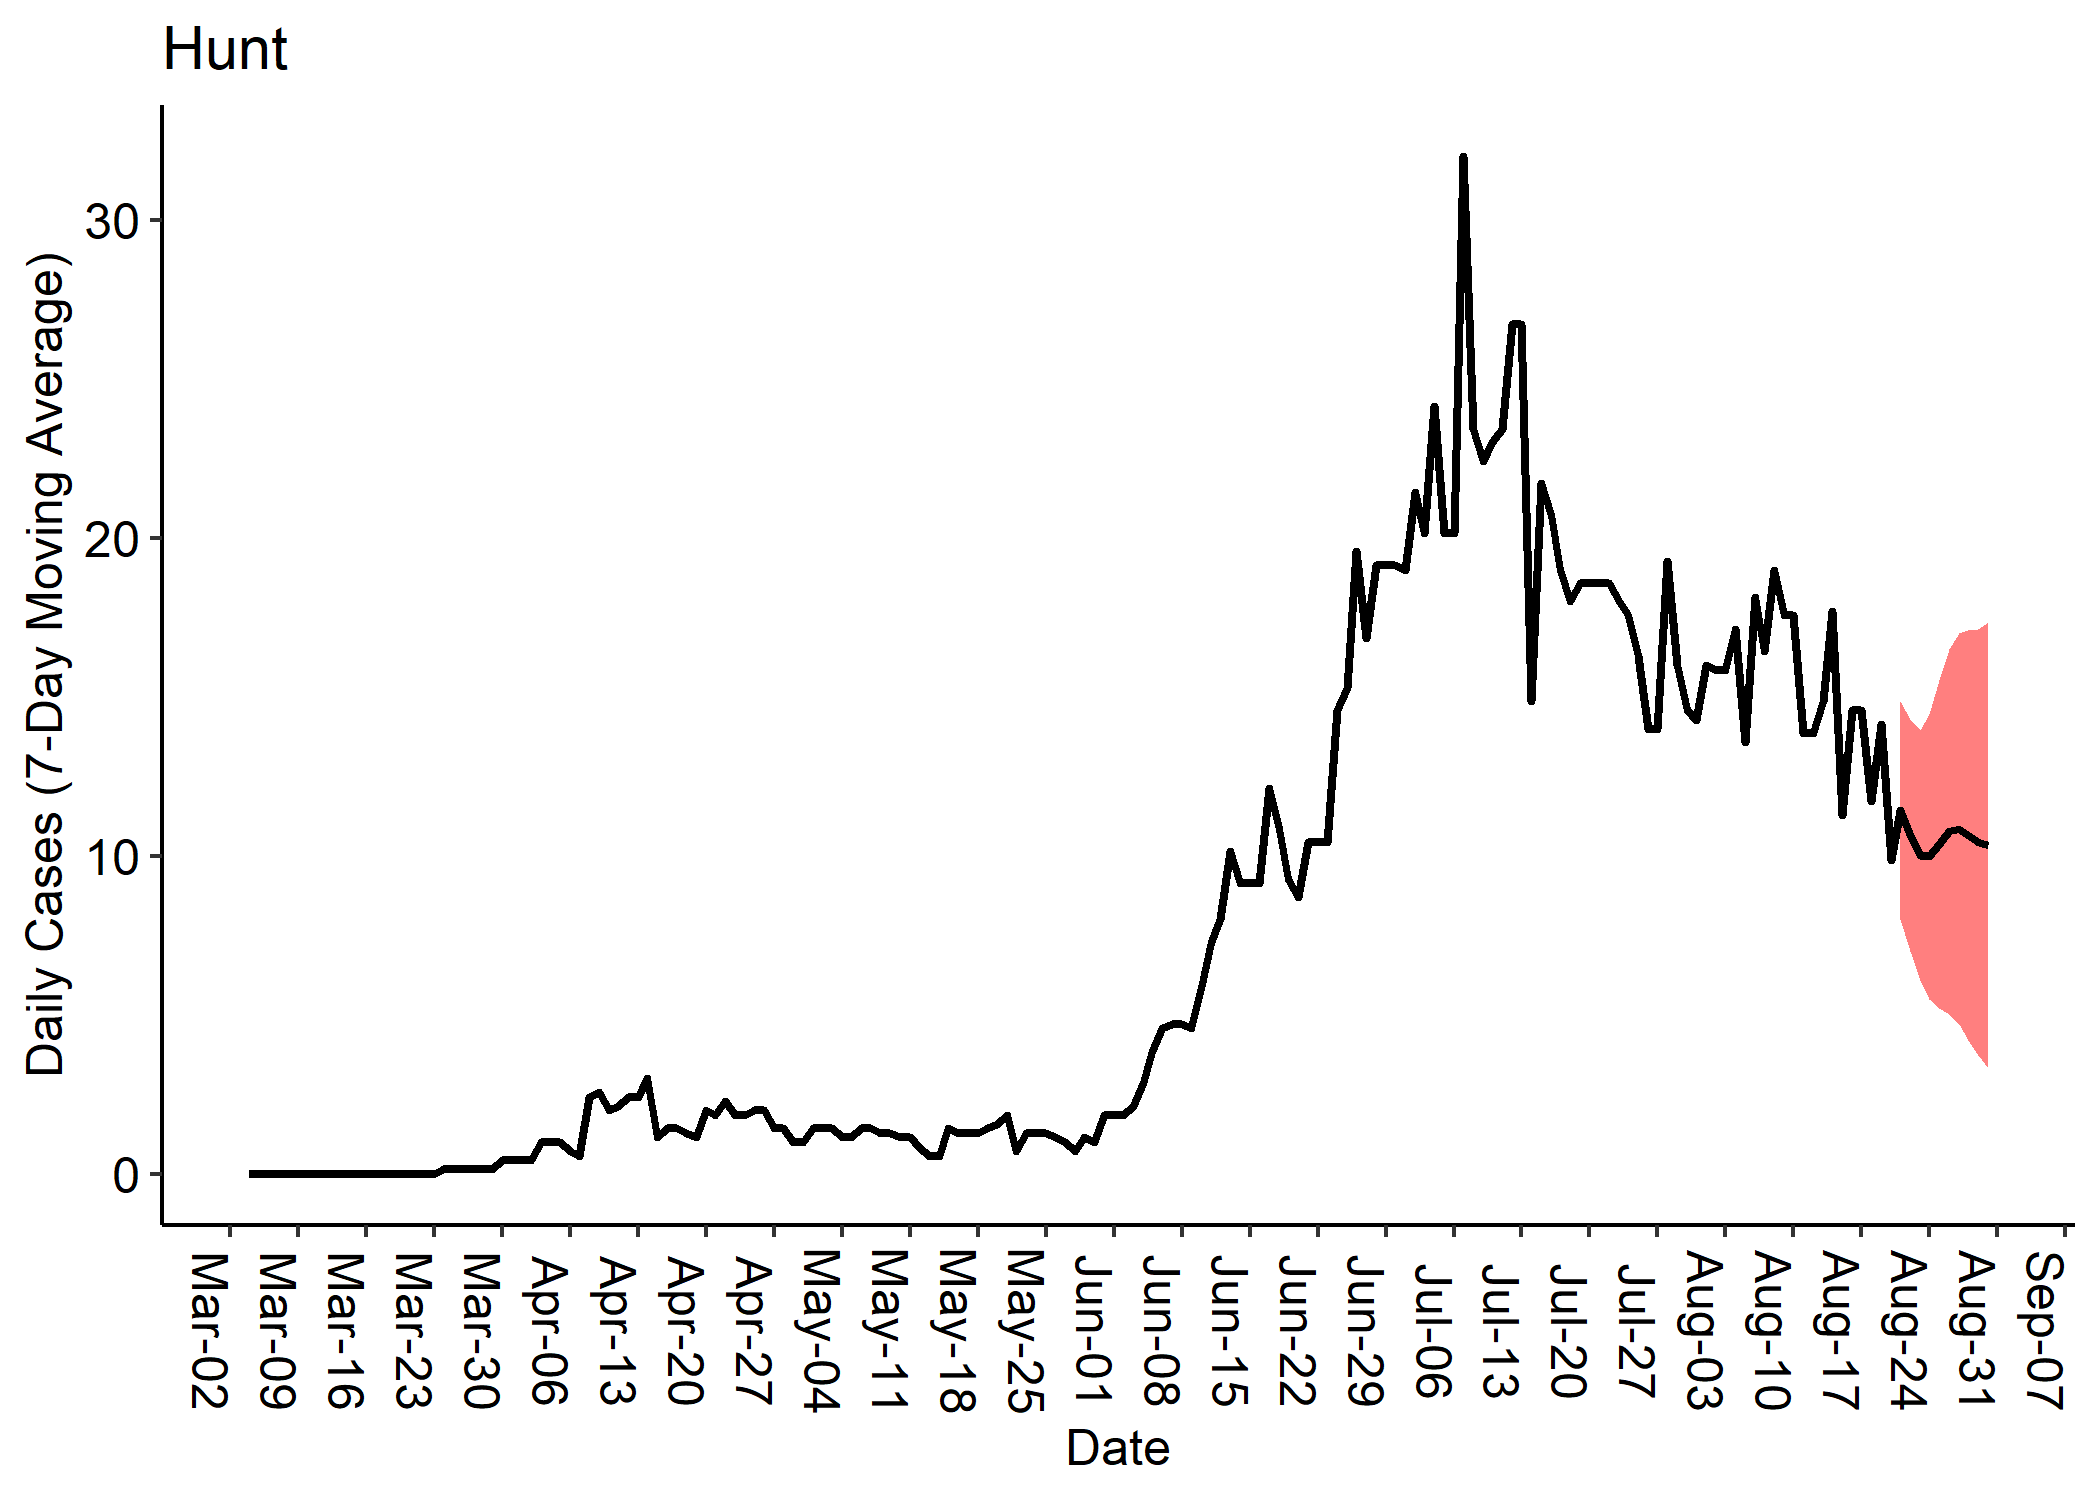 Hunt
Daily Cases (7-Day Moving Average)
30
20
10
0
Mar-02
Mar-09
Mar-16
Mar-23
Mar-30
Apr-06
Apr-13
Apr-20
Apr-27
May-04
May-11
May-18
May-25
Jun-01
Jun-08
Jun-15
Jun-22
Jun-29
Jul-06
Jul-13
Jul-20
Jul-27
Aug-03
Aug-10
Aug-17
Aug-24
Aug-31
Sep-07
Date